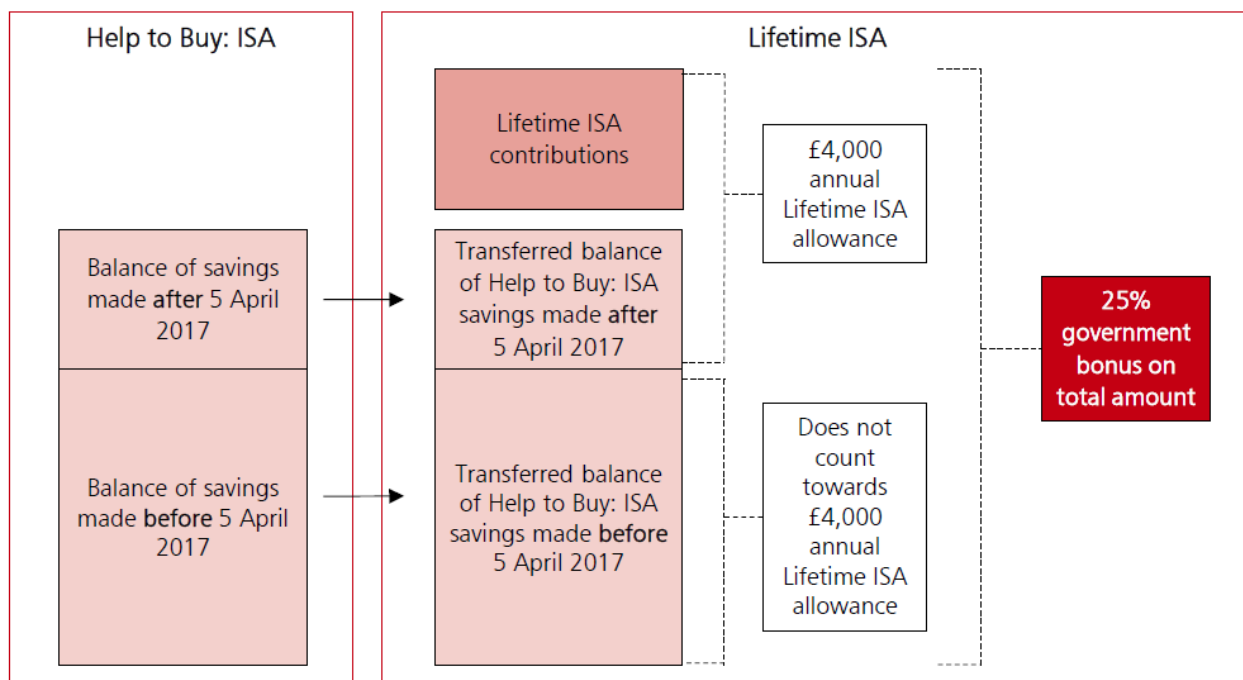 Help to Buy: ISA
Balance of savings
made after 5 April
2017
Balance of savings
made before 5 April
2017
Lifetime ISA
Lifetime ISA
contributions
Transferred balance
of Help to Buy: ISA
savings made after
5 April 2017
Transferred balance
of Help to Buy: ISA
savings made before
5 April 2017
£4,000
annual
Lifetime ISA
allowance
Does not
count
towards
£4,000
annual
Lifetime ISA
allowance
25%
government
bonus on
total amount